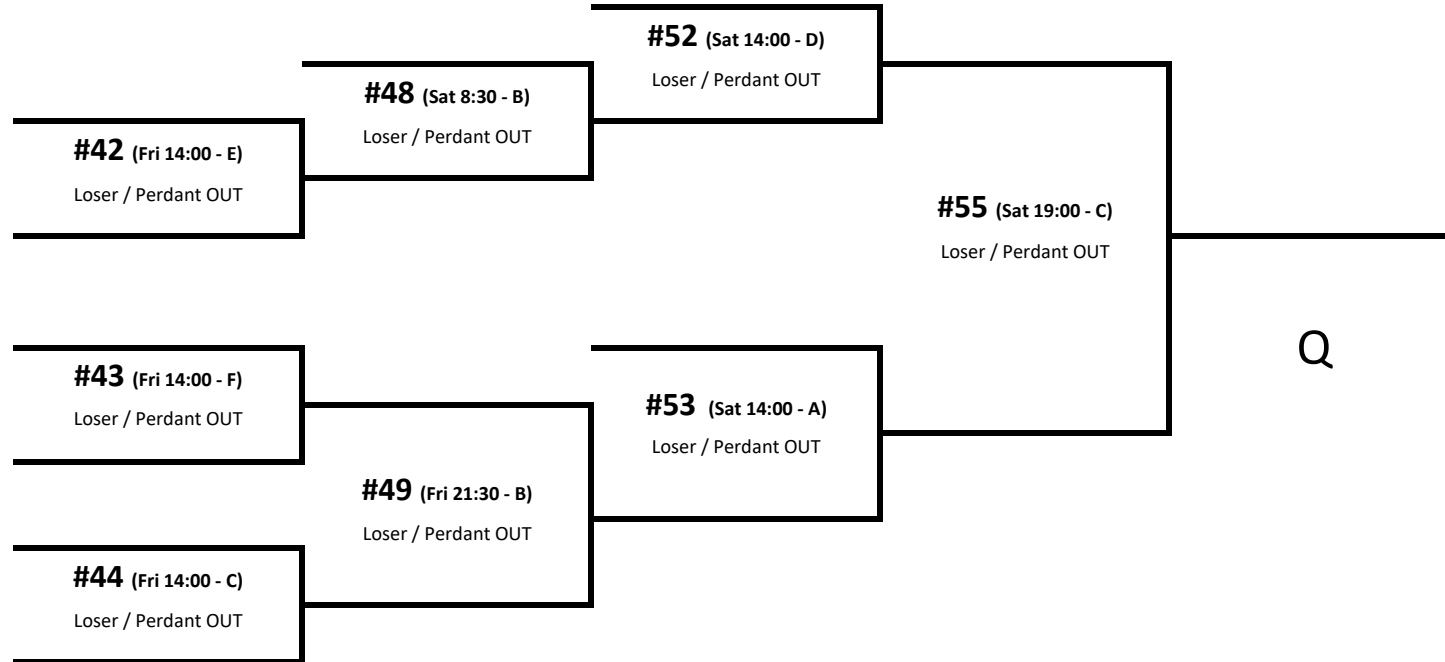 #52 (Sat 14:00 - D)
Loser / Perdant OUT
#48 (Sat 8:30 - B)
Loser / Perdant OUT
#42 (Fri 14:00 - E)
Loser / Perdant OUT
#55 (Sat 19:00 - C)
Loser / Perdant OUT
Q
#43 (Fri 14:00 - F)
Loser / Perdant OUT
#53 (Sat 14:00 - A)
Loser / Perdant OUT
#49 (Fri 21:30 - B)
Loser / Perdant OUT
#44 (Fri 14:00 - C)
Loser / Perdant OUT